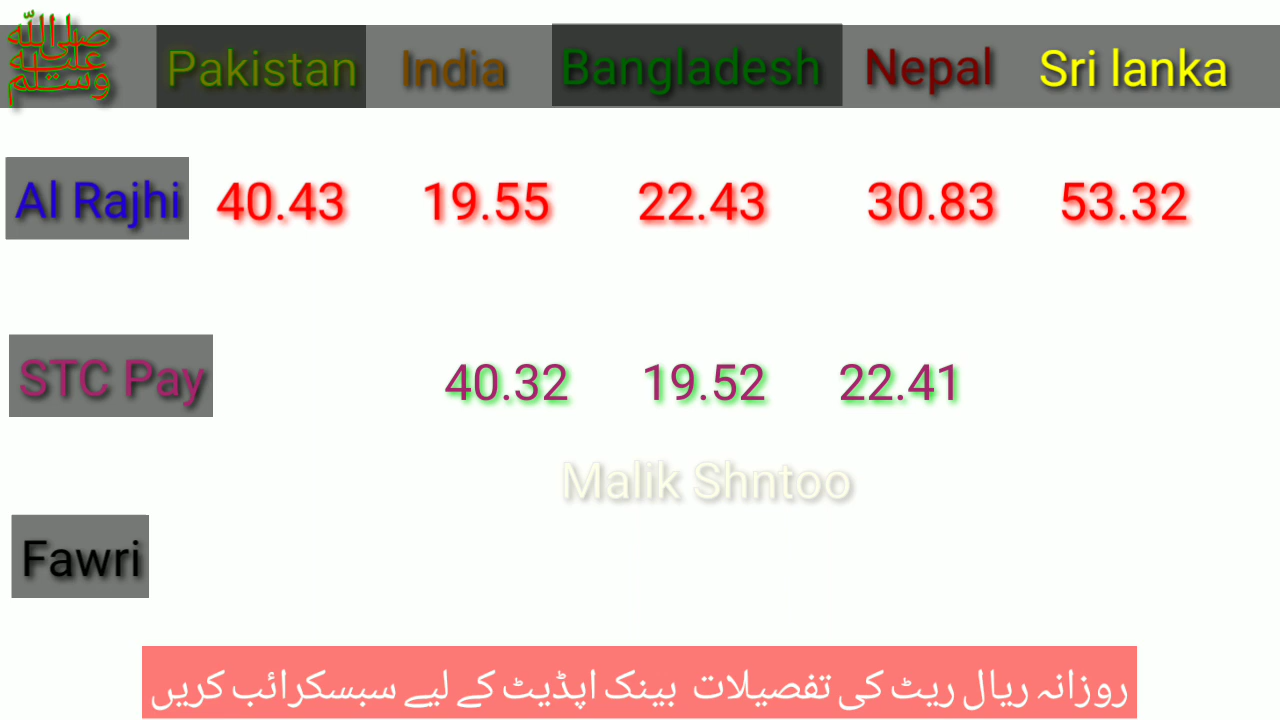 صلى الله عليه وسلم
Pakistan India Bangladesh Nepal Sri lanka
Al Rajhi 40.43 19.55 22.43 30.83 53.32
STC Pay 40.32 19.52 22.41
Malik Shntoo
Fawri
روزانہ ریال ریٹ کی تفصیلات بینک اپڈیٹ کے لیے سبسکرائب کریں